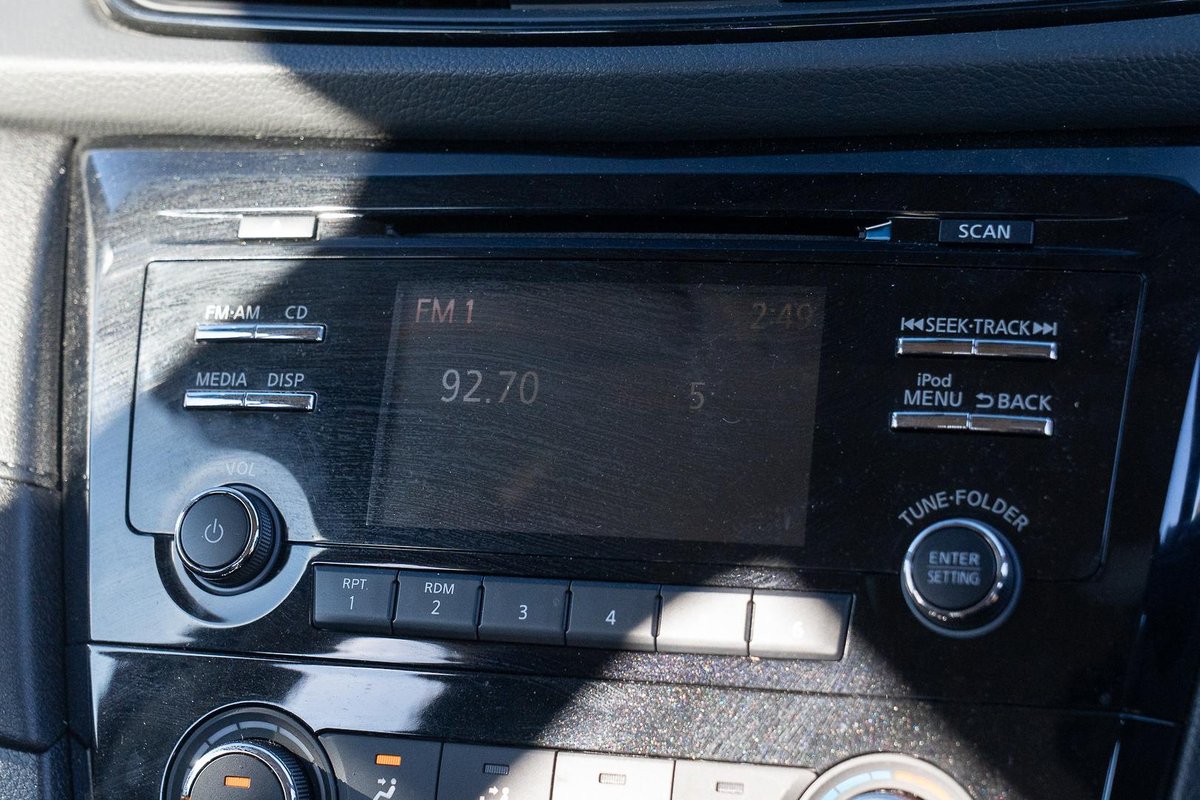 SCAN
FM·AM CD
FM 1 2:49
SEEK·TRACK
MEDIA DISP
92.70 5
iPod
MENU BACK
VOL
TUNE·FOLDER
ENTER
SETTING
RPT RDM
1 2 3 4 6